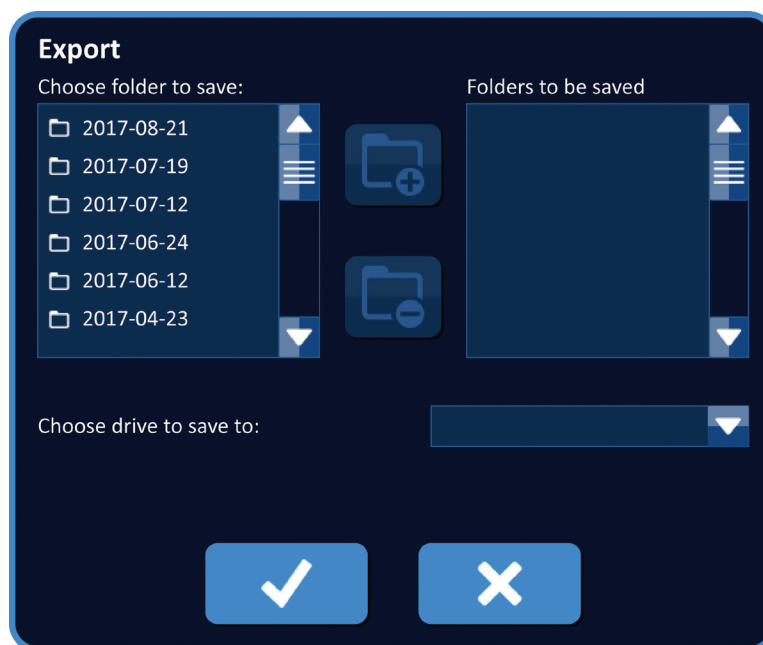 Export
Choose folder to save:
Folders to be saved
2017-08-21
2017-07-19
2017-07-12
2017-06-24
2017-06-12
2017-04-23
Choose drive to save to: